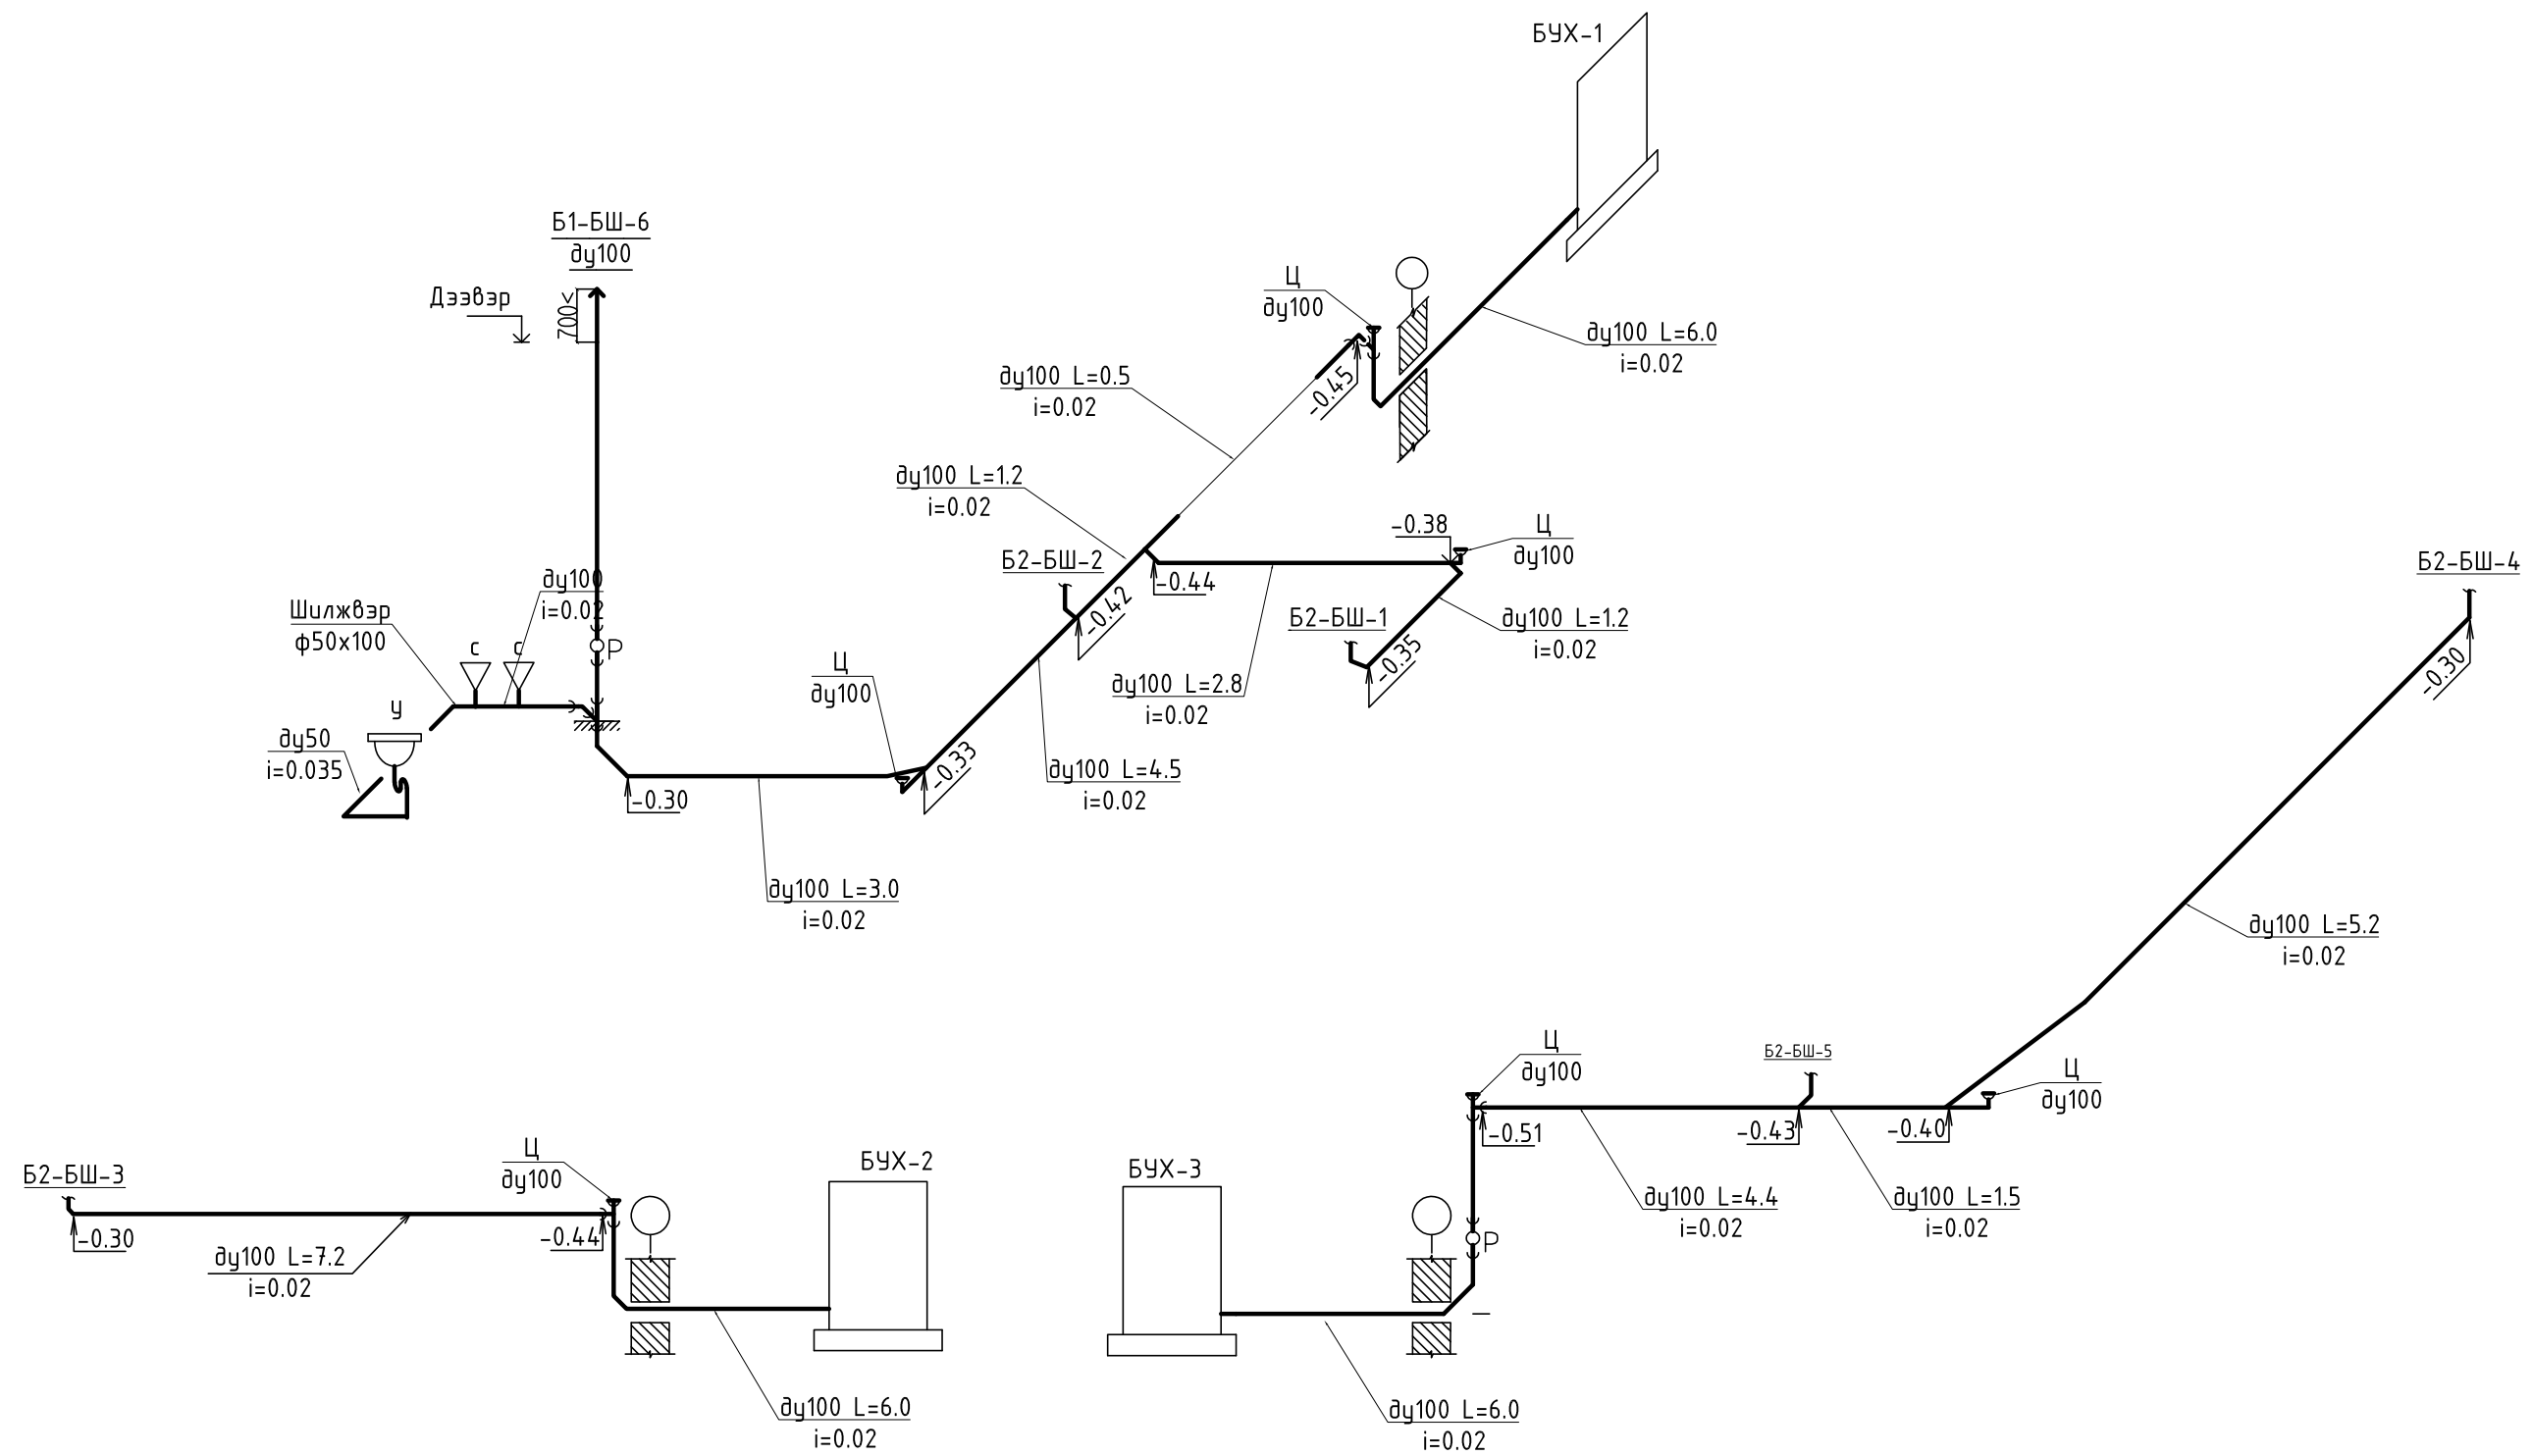 БУХ-1
Б1-БШ-6
ду100
Дээвэр
700<
Ц
ду100
ду100 L=6.0
i=0.02
ду100 L=0.5
i=0.02
-0.45
ду100 L=1.2
i=0.02
-0.38
Ц
ду100
Б2-БШ-2
-0.44
-0.42
Б2-БШ-1
ду100 L=1.2
i=0.02
-0.35
Б2-БШ-4
-0.30
ду100
i=0.02
Шилжвэр
ф50х100
с
с
Р
У
ду50
i=0.035
Ц
ду100
ду100 L=2.8
i=0.02
-0.33
ду100 L=4.5
i=0.02
-0.30
ду100 L=3.0
i=0.02
ду100 L=5.2
i=0.02
Ц
ду100
Б2-БШ-5
Ц
ду100
-0.51
-0.43
-0.40
Б2-БШ-3
Ц
ду100
БУХ-2
БУХ-3
-0.30
-0.44
ду100 L=7.2
i=0.02
Р
ду100 L=4.4
i=0.02
ду100 L=1.5
i=0.02
ду100 L=6.0
i=0.02
ду100 L=6.0
i=0.02